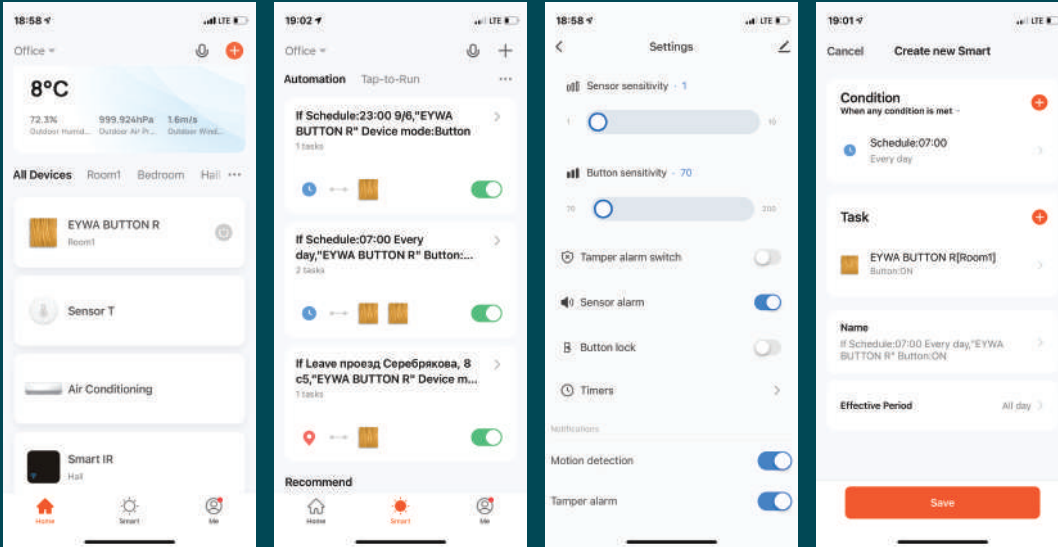 18:58
LTE
Office
8°C
72.3% 999.924hPa 1.6m/s
Outdoor Humid... Outdoor Air Pr... Outdoor Wind...
All Devices Room1 Bedroom Hall ...
EYWA BUTTON R
Room1
Sensor T
Air Conditioning
Smart IR
Hall
Home Smart Me
19:02
LTE
Office
Automation Tap-to-Run ...
If Schedule:23:00 9/6,"EYWA
BUTTON R" Device mode:Button
1 tasks
If Schedule:07:00 Every
day,"EYWA BUTTON R" Button:...
2 tasks
If Leave проезд Серебрякова, 8
с5,"EYWA BUTTON R" Device m...
1 tasks
Recommend
Home Smart Me
18:58
LTE
Settings
Sensor sensitivity · 1
1 10
Button sensitivity · 70
70 200
Tamper alarm switch
Sensor alarm
Button lock
Timers
Notifications
Motion detection
Tamper alarm
19:01
LTE
Cancel Create new Smart
Condition
When any condition is met
Schedule:07:00
Every day
Task
EYWA BUTTON R[Room1]
Button:ON
Name
If Schedule:07:00 Every day,"EYWA
BUTTON R" Button:ON
Effective Period All day
Save